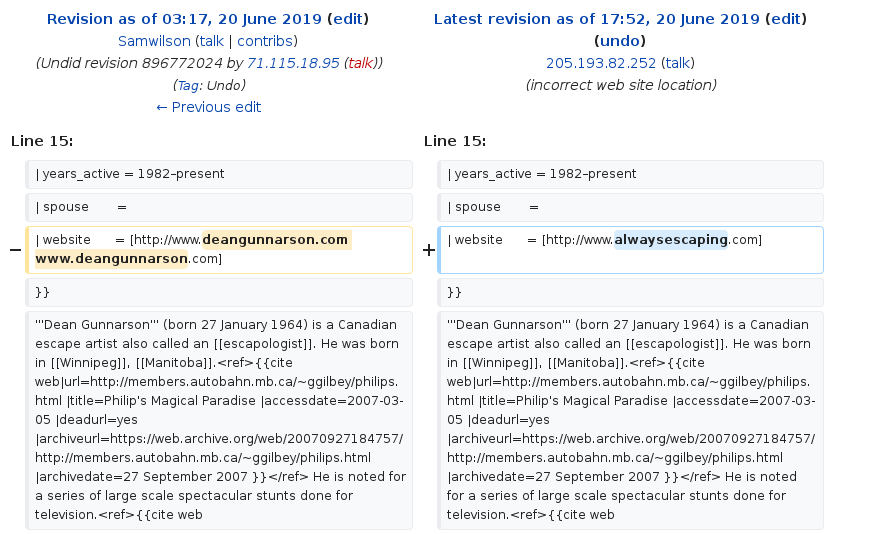 Revision as of 03:17, 20 June 2019 (edit)
Samwilson (talk | contribs)
(Undid revision 896772024 by 71.115.18.95 (talk))
(Tag: Undo)
← Previous edit
Latest revision as of 17:52, 20 June 2019 (edit)
(undo)
205.193.82.252 (talk)
(incorrect web site location)
Line 15:
| years_active = 1982–present
| spouse =
− | website = [http://www.deangunnarson.com
www.deangunnarson.com]
}}
'''Dean Gunnarson''' (born 27 January 1964) is a Canadian
escape artist also called an [[escapologist]]. He was born
in [[Winnipeg]], [[Manitoba]].<ref>{{cite
web|url=http://members.autobahn.mb.ca/~ggilbey/philips.
html |title=Philip's Magical Paradise |accessdate=2007-03-
05 |deadurl=yes
|archiveurl=https://web.archive.org/web/20070927184757/
http://members.autobahn.mb.ca/~ggilbey/philips.html
|archivedate=27 September 2007 }}</ref> He is noted for
a series of large scale spectacular stunts done for
television.<ref>{{cite web
Line 15:
| years_active = 1982–present
| spouse =
+ | website = [http://www.alwaysescaping.com]
}}
'''Dean Gunnarson''' (born 27 January 1964) is a Canadian
escape artist also called an [[escapologist]]. He was born
in [[Winnipeg]], [[Manitoba]].<ref>{{cite
web|url=http://members.autobahn.mb.ca/~ggilbey/philips.
html |title=Philip's Magical Paradise |accessdate=2007-03-
05 |deadurl=yes
|archiveurl=https://web.archive.org/web/20070927184757/
http://members.autobahn.mb.ca/~ggilbey/philips.html
|archivedate=27 September 2007 }}</ref> He is noted
for a series of large scale spectacular stunts done for
television.<ref>{{cite web